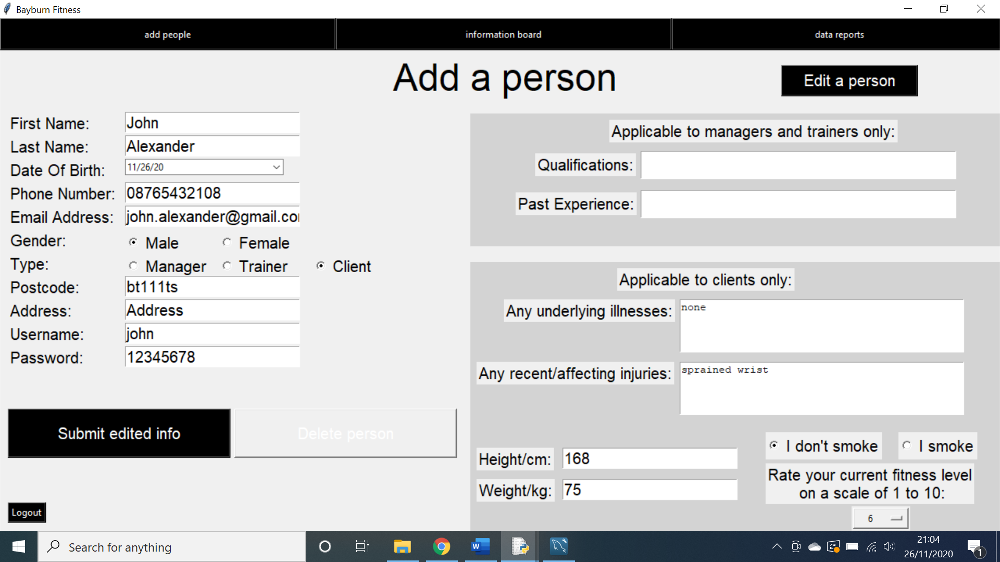 Bayburn Fitness
add people
information board
data reports
Add a person
Edit a person
First Name: John
Last Name: Alexander
Date Of Birth: 11/26/20
Phone Number: 08765432108
Email Address: john.alexander@gmail.co
Gender: Male Female
Type: Manager Trainer Client
Postcode: bt111ts
Address: Address
Username: john
Password: 12345678
Submit edited info
Delete person
Logout
Applicable to managers and trainers only:
Qualifications:
Past Experience:
Applicable to clients only:
Any underlying illnesses: none
Any recent/affecting injuries: sprained wrist
Height/cm: 168
Weight/kg: 75
I don't smoke I smoke
Rate your current fitness level
on a scale of 1 to 10:
6
Search for anything
W
21:04
26/11/2020
1